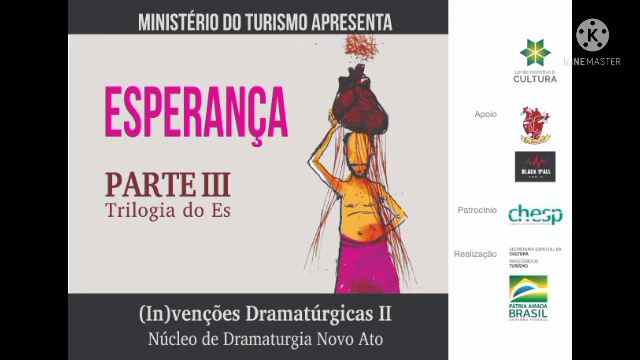 MINISTÉRIO DO TURISMO APRESENTA
ESPERANÇA
PARTE III
Trilogia do Es
(In)venções Dramatúrgicas II
Núcleo de Dramaturgia Novo Ato
KINEMASTER
Lei de Incentivo à
CULTURA
Apoio
BLACK WALL
Patrocínio
chesp
Realização
SECRETARIA ESPECIAL DA
CULTURA
MINISTÉRIO DO
TURISMO
PÁTRIA AMADA
BRASIL
GOVERNO FEDERAL